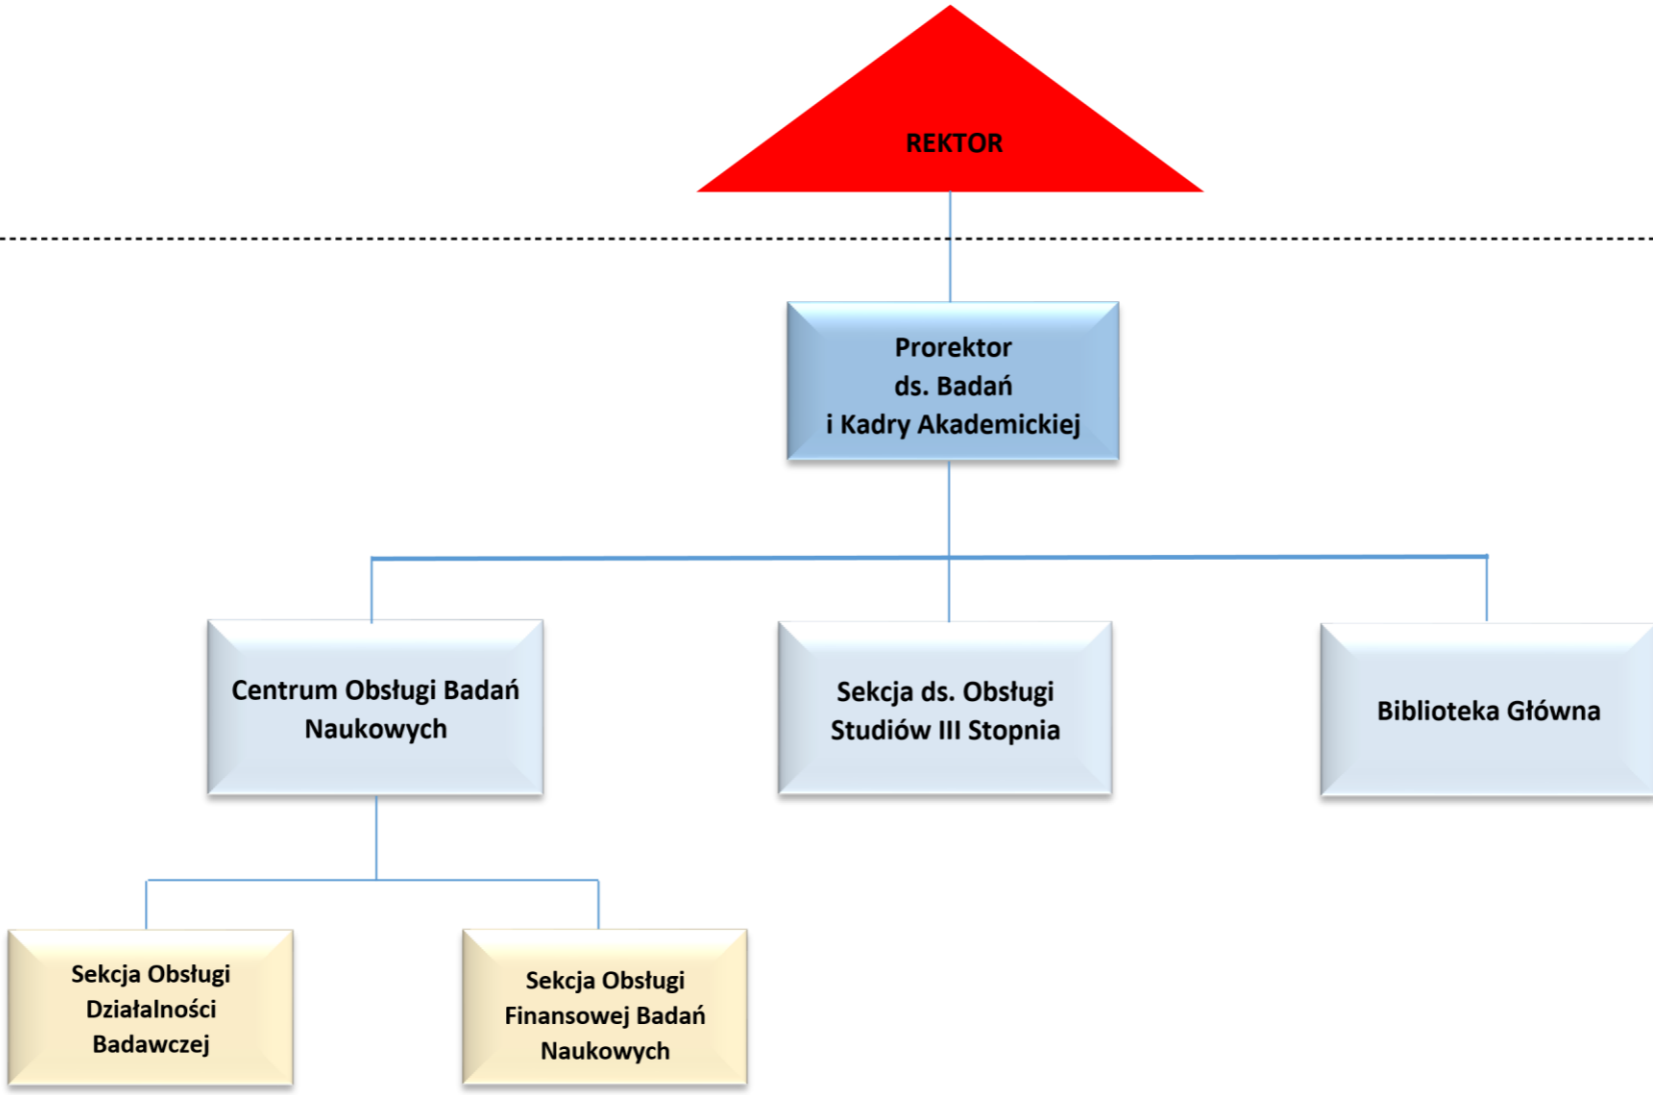 REKTOR
Prorektor
ds. Badań
i Kadry Akademickiej
Centrum Obsługi Badań
Naukowych
Sekcja ds. Obsługi
Studiów III Stopnia
Biblioteka Główna
Sekcja Obsługi
Działalności
Badawczej
Sekcja Obsługi
Finansowej Badań
Naukowych